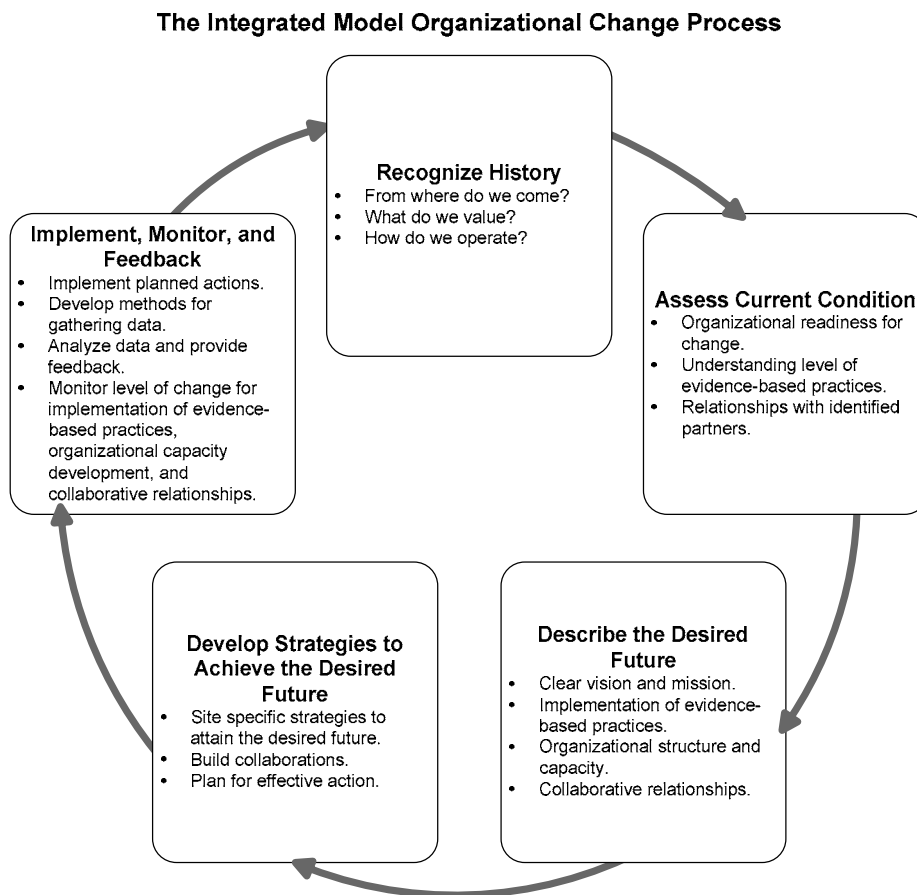 The Integrated Model Organizational Change Process
Recognize History
• From where do we come?
• What do we value?
• How do we operate?
Assess Current Condition
• Organizational readiness for
change.
• Understanding level of
evidence-based practices.
• Relationships with identified
partners.
Describe the Desired
Future
• Clear vision and mission.
• Implementation of evidence-
based practices.
• Organizational structure and
capacity.
• Collaborative relationships.
Develop Strategies to
Achieve the Desired
Future
• Site specific strategies to
attain the desired future.
• Build collaborations.
• Plan for effective action.
Implement, Monitor, and
Feedback
• Implement planned actions.
• Develop methods for
gathering data.
• Analyze data and provide
feedback.
• Monitor level of change for
implementation of evidence-
based practices,
organizational capacity
development, and
collaborative relationships.